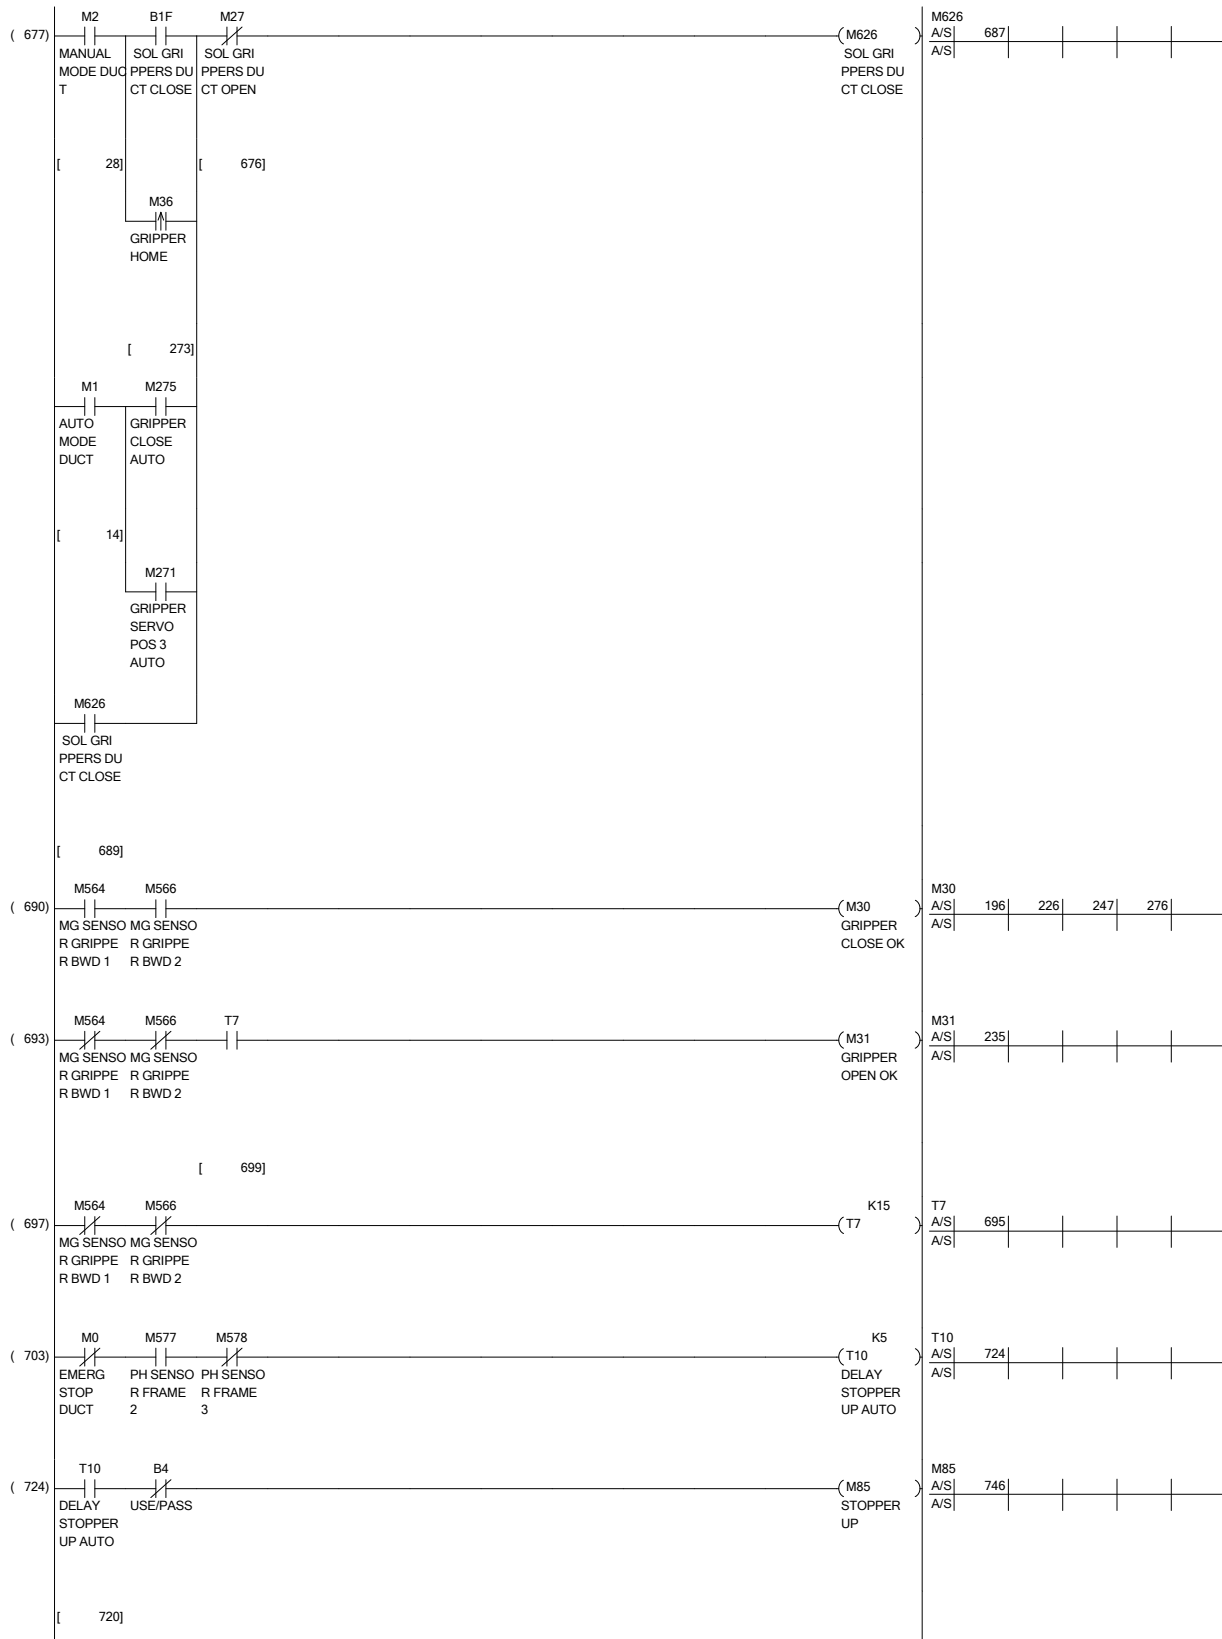 M2 B1F M27 M626
( 677) (M626 ) A/S 687
MANUAL SOL GRI SOL GRI SOL GRI A/S
MODE DUC PPERS DU PPERS DU PPERS DU
T CT CLOSE CT OPEN CT CLOSE
[ 28] [ 676]
M36
GRIPPER
HOME
[ 273]
M1 M275
AUTO GRIPPER
MODE CLOSE
DUCT AUTO
[ 14]
M271
GRIPPER
SERVO
POS 3
AUTO
M626
SOL GRI
PPERS DU
CT CLOSE
[ 689]
M564 M566 M30
( 690) (M30 ) A/S 196 226 247 276
MG SENSO MG SENSO GRIPPER A/S
R GRIPPE R GRIPPE CLOSE OK
R BWD 1 R BWD 2
M564 M566 T7 M31
( 693) (M31 ) A/S 235
MG SENSO MG SENSO GRIPPER A/S
R GRIPPE R GRIPPE OPEN OK
R BWD 1 R BWD 2
[ 699]
M564 M566 K15 T7
( 697) (T7 ) A/S 695
MG SENSO MG SENSO A/S
R GRIPPE R GRIPPE
R BWD 1 R BWD 2
M0 M577 M578 K5 T10
( 703) (T10 ) A/S 724
EMERG PH SENSO PH SENSO DELAY A/S
STOP R FRAME R FRAME STOPPER
DUCT 2 3 UP AUTO
T10 B4 M85
( 724) (M85 ) A/S 746
DELAY USE/PASS STOPPER A/S
STOPPER UP
UP AUTO
[ 720]